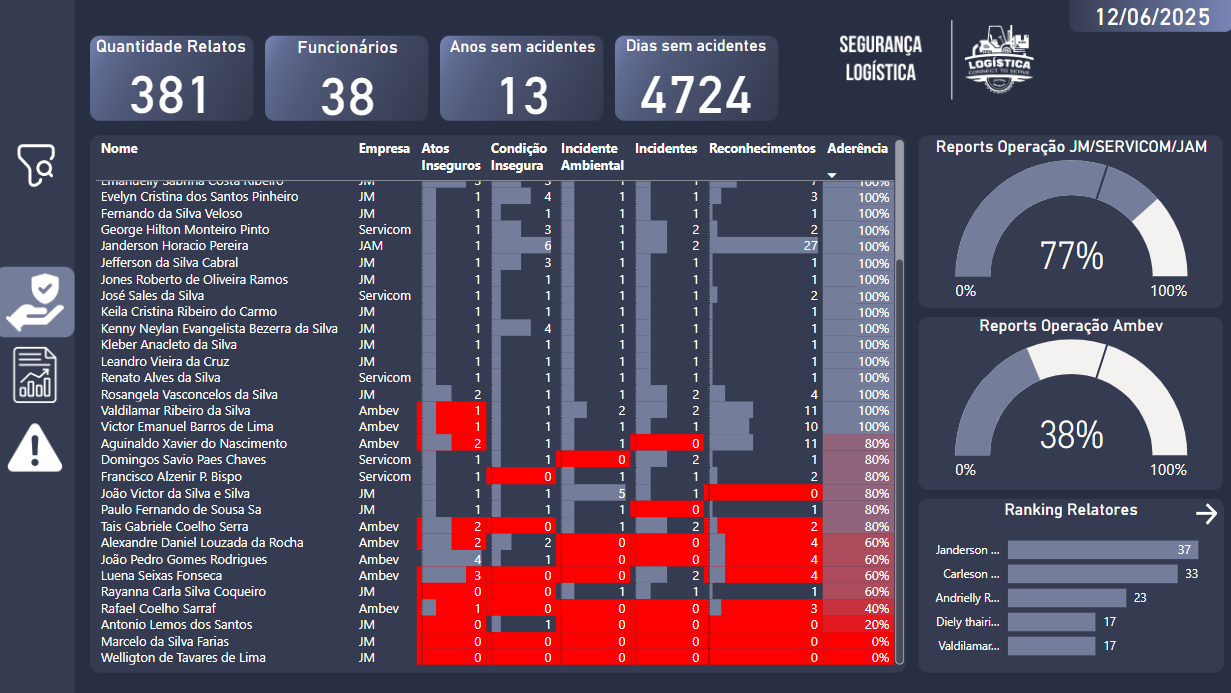 12/06/2025
Quantidade Relatos
381
Funcionários
38
Anos sem acidentes
13
Dias sem acidentes
4724
SEGURANÇA
LOGÍSTICA
LOGÍSTICA
CONNECT TO SERVE
Nome Empresa Atos Inseguros Condição Insegura Incidente Ambiental Incidentes Reconhecimentos Aderência
Emanuelly Sabrina Costa Ribeiro JM 3 3 1 1 7 100%
Evelyn Cristina dos Santos Pinheiro JM 1 4 1 1 3 100%
Fernando da Silva Veloso JM 1 1 1 1 1 100%
George Hilton Monteiro Pinto Servicom 1 3 1 2 2 100%
Janderson Horacio Pereira JAM 1 6 1 2 27 100%
Jefferson da Silva Cabral JM 1 3 1 1 1 100%
Jones Roberto de Oliveira Ramos JM 1 1 1 1 1 100%
José Sales da Silva Servicom 1 1 1 1 2 100%
Keila Cristina Ribeiro do Carmo JM 1 1 1 1 1 100%
Kenny Neylan Evangelista Bezerra da Silva JM 1 4 1 1 1 100%
Kleber Anacleto da Silva JM 1 1 1 1 1 100%
Leandro Vieira da Cruz JM 1 1 1 1 1 100%
Renato Alves da Silva Servicom 1 1 1 1 1 100%
Rosangela Vasconcelos da Silva JM 2 1 1 2 4 100%
Valdilamar Ribeiro da Silva Ambev 1 1 2 2 11 100%
Victor Emanuel Barros de Lima Ambev 1 1 1 1 10 100%
Aguinaldo Xavier do Nascimento Ambev 2 1 1 0 11 80%
Domingos Savio Paes Chaves Servicom 1 1 0 2 1 80%
Francisco Alzenir P. Bispo Servicom 1 0 1 1 2 80%
João Victor da Silva e Silva JM 1 1 5 1 0 80%
Paulo Fernando de Sousa Sa JM 1 1 1 0 1 80%
Tais Gabriele Coelho Serra Ambev 2 0 1 2 2 80%
Alexandre Daniel Louzada da Rocha Ambev 2 2 0 0 4 60%
João Pedro Gomes Rodrigues Ambev 4 1 0 0 4 60%
Luena Seixas Fonseca Ambev 3 0 0 2 4 60%
Rayanna Carla Silva Coqueiro JM 0 0 1 1 1 60%
Rafael Coelho Sarraf Ambev 1 0 0 0 3 40%
Antonio Lemos dos Santos JM 0 1 0 0 0 20%
Marcelo da Silva Farias JM 0 0 0 0 0 0%
Welligton de Tavares de Lima JM 0 0 0 0 0 0%
Reports Operação JM/SERVICOM/JAM
77%
0% 100%
Reports Operação Ambev
38%
0% 100%
Ranking Relatores
Janderson ... 37
Carleson ... 33
Andrielly R... 23
Diely thairi... 17
Valdilamar... 17